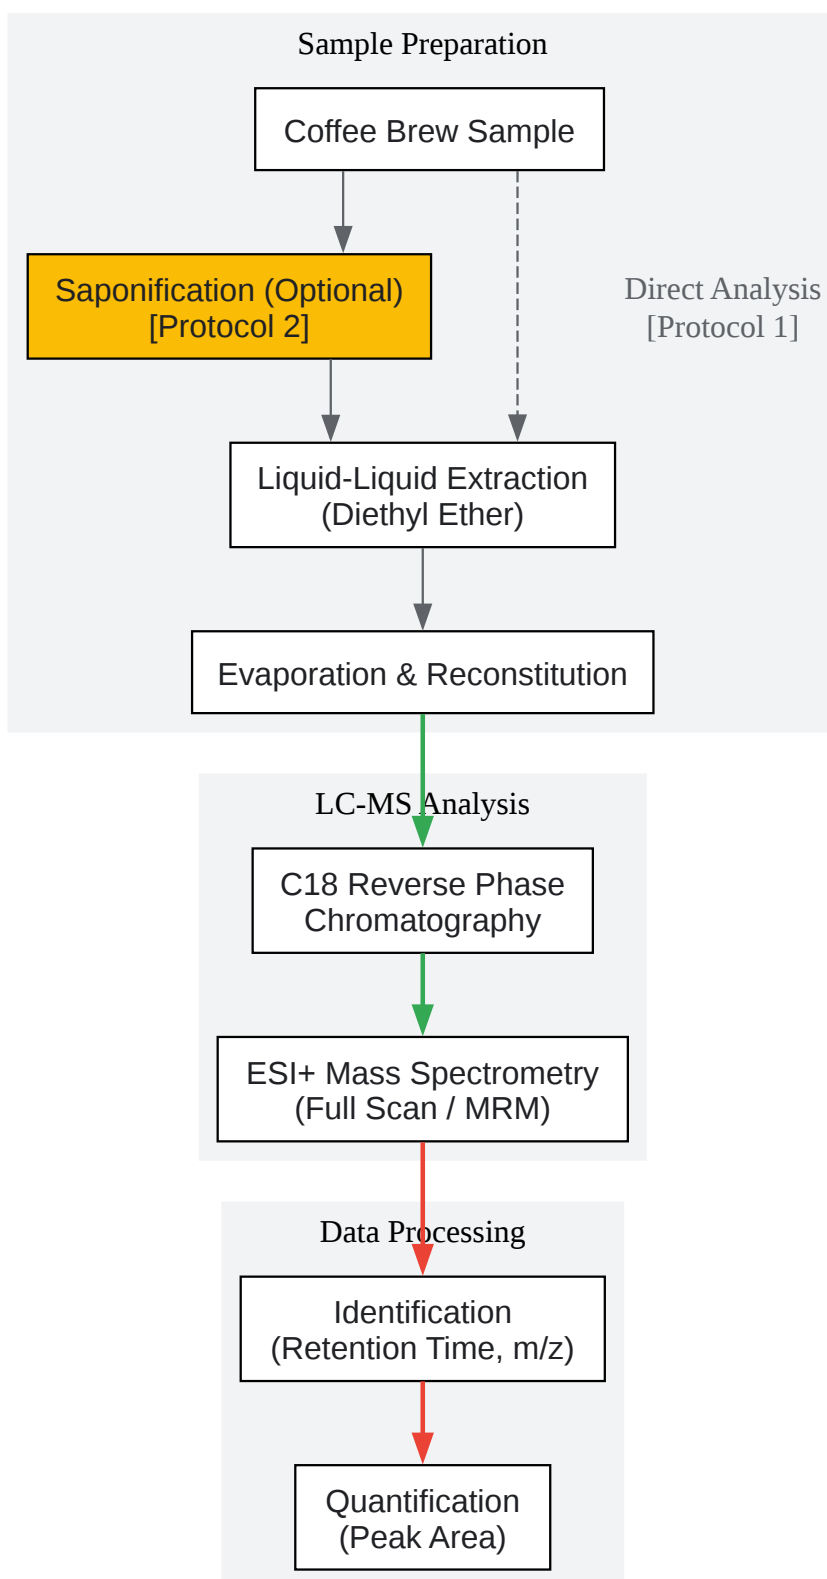 Sample Preparation
Coffee Brew Sample
Saponification (Optional)
[Protocol 2]
Direct Analysis
[Protocol 1]
Liquid-Liquid Extraction
(Diethyl Ether)
Evaporation & Reconstitution
LC-MS Analysis
C18 Reverse Phase
Chromatography
ESI+ Mass Spectrometry
(Full Scan / MRM)
Data Processing
Identification
(Retention Time, m/z)
Quantification
(Peak Area)